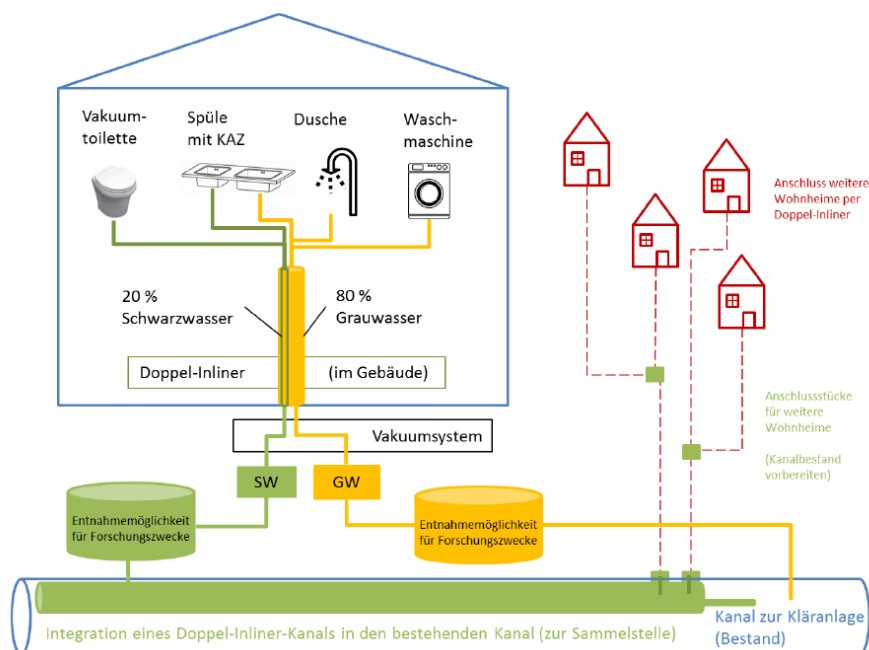 Vakuum-
toilette
Spüle
mit KAZ
Dusche
Wasch-
maschine
20 %
Schwarzwasser
80 %
Grauwasser
Doppel-Inliner
(im Gebäude)
Vakuumsystem
SW
GW
Entnahmemöglichkeit
für Forschungszwecke
Entnahmemöglichkeit
für Forschungszwecke
Anschluss weitere
Wohnheime per
Doppel-Inliner
Anschlussstücke
für weitere
Wohnheime
(Kanalbestand
vorbereiten)
Integration eines Doppel-Inliner-Kanals in den bestehenden Kanal (zur Sammelstelle)
Kanal zur Kläranlage
(Bestand)